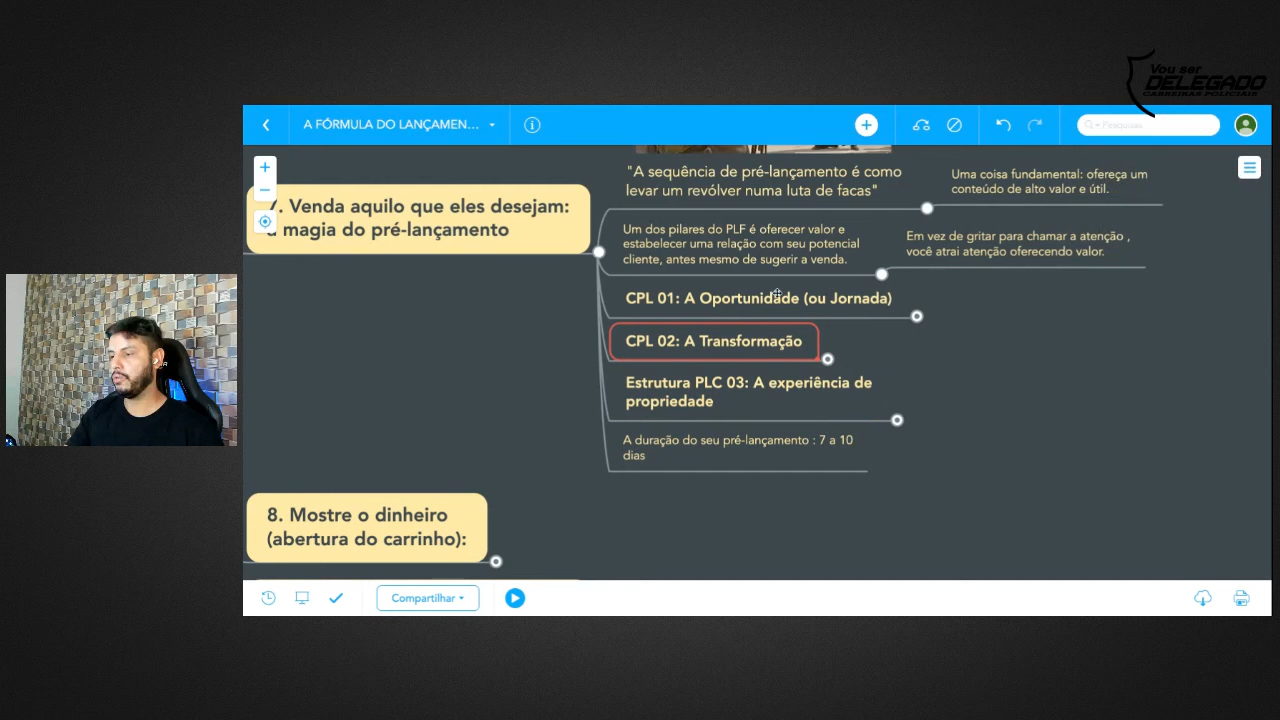 Vou ser
DELEGADO
CARREIRAS POLICIAIS
A FÓRMULA DO LANÇAMEN...
Pesquisar
"A sequência de pré-lançamento é como
levar um revólver numa luta de facas"
Uma coisa fundamental: ofereça um
conteúdo de alto valor e útil.
7. Venda aquilo que eles desejam:
a magia do pré-lançamento
Um dos pilares do PLF é oferecer valor e
estabelecer uma relação com seu potencial
cliente, antes mesmo de sugerir a venda.
Em vez de gritar para chamar a atenção ,
você atrai atenção oferecendo valor.
CPL 01: A Oportunidade (ou Jornada)
CPL 02: A Transformação
Estrutura PLC 03: A experiência de
propriedade
A duração do seu pré-lançamento : 7 a 10
dias
8. Mostre o dinheiro
(abertura do carrinho):
Compartilhar